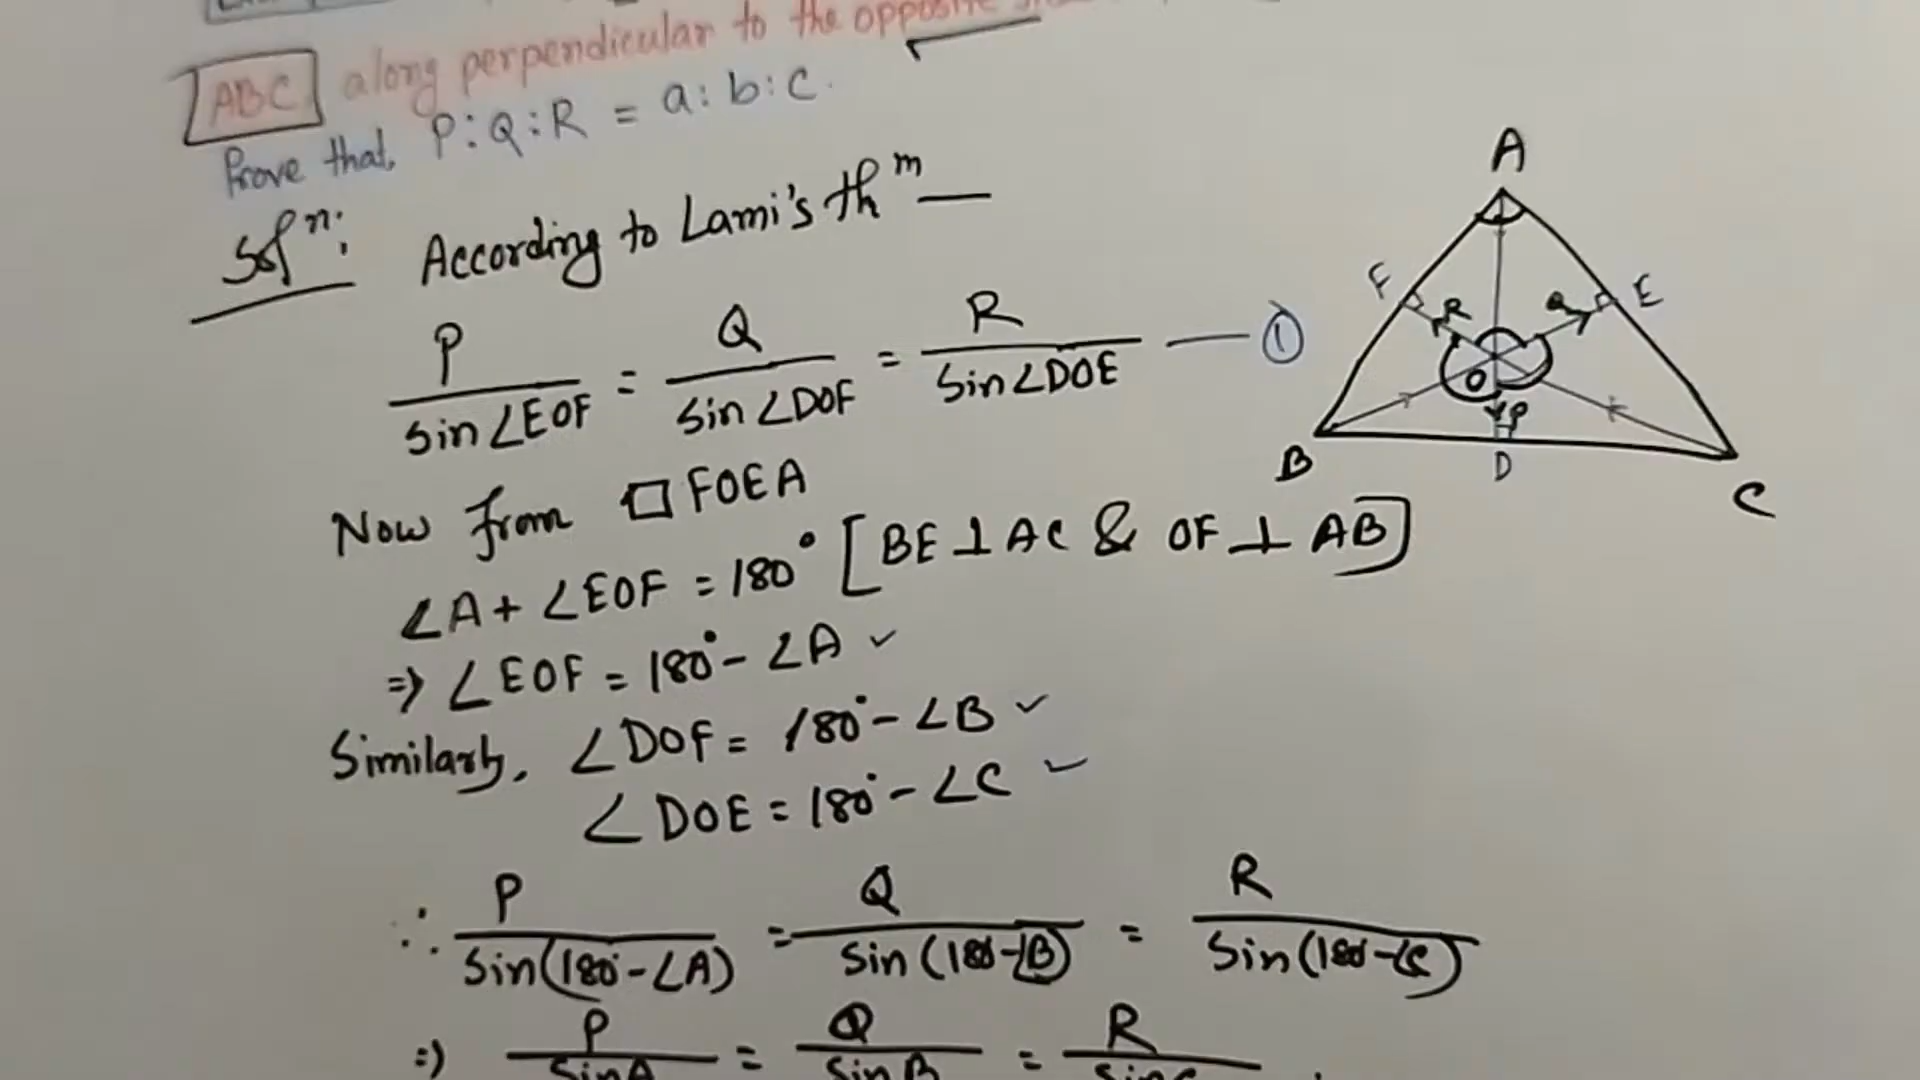 ABC along perpendicular to the opposite
Prove that, P:Q:R = a:b:c.
Solⁿ: According to Lami's thᵐ —
P/Sin∠EOF = Q/Sin∠DOF = R/Sin∠DOE — ①
Now from □ FOEA
∠A + ∠EOF = 180° [BE⊥AC & OF⊥AB]
⇒ ∠EOF = 180° - ∠A ✓
Similarly, ∠DOF = 180° - ∠B ✓
∠DOE = 180° - ∠C ✓
∴ P/Sin(180°-∠A) = Q/Sin(180-∠B) = R/Sin(180-∠C)
⇒ P/SinA = Q/SinB = R/SinC
A
F
E
R
Q
O
P
B
D
C